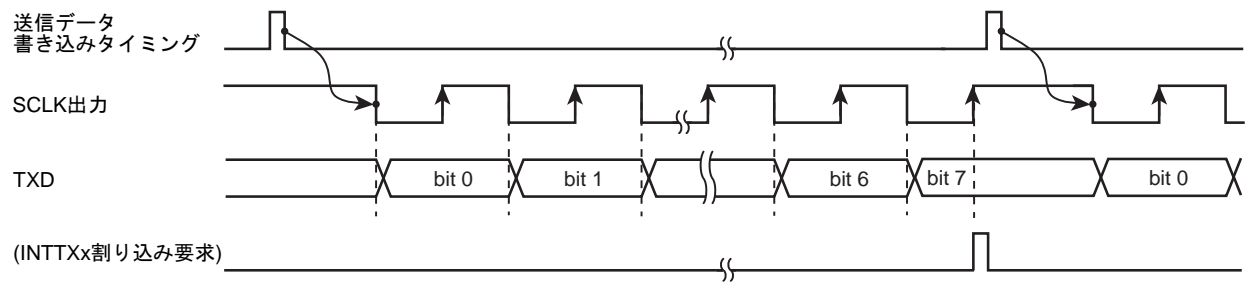 送信データ
書き込みタイミング
SCLK出力
TXD
bit 0
bit 1
bit 6
bit 7
bit 0
(INTTXx割り込み要求)